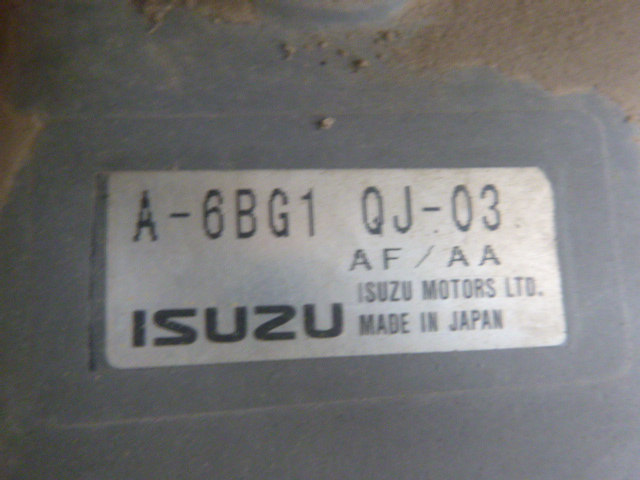 A-6BG1 QJ-03
AF/AA
ISUZU MOTORS LTD.
ISUZU MADE IN JAPAN